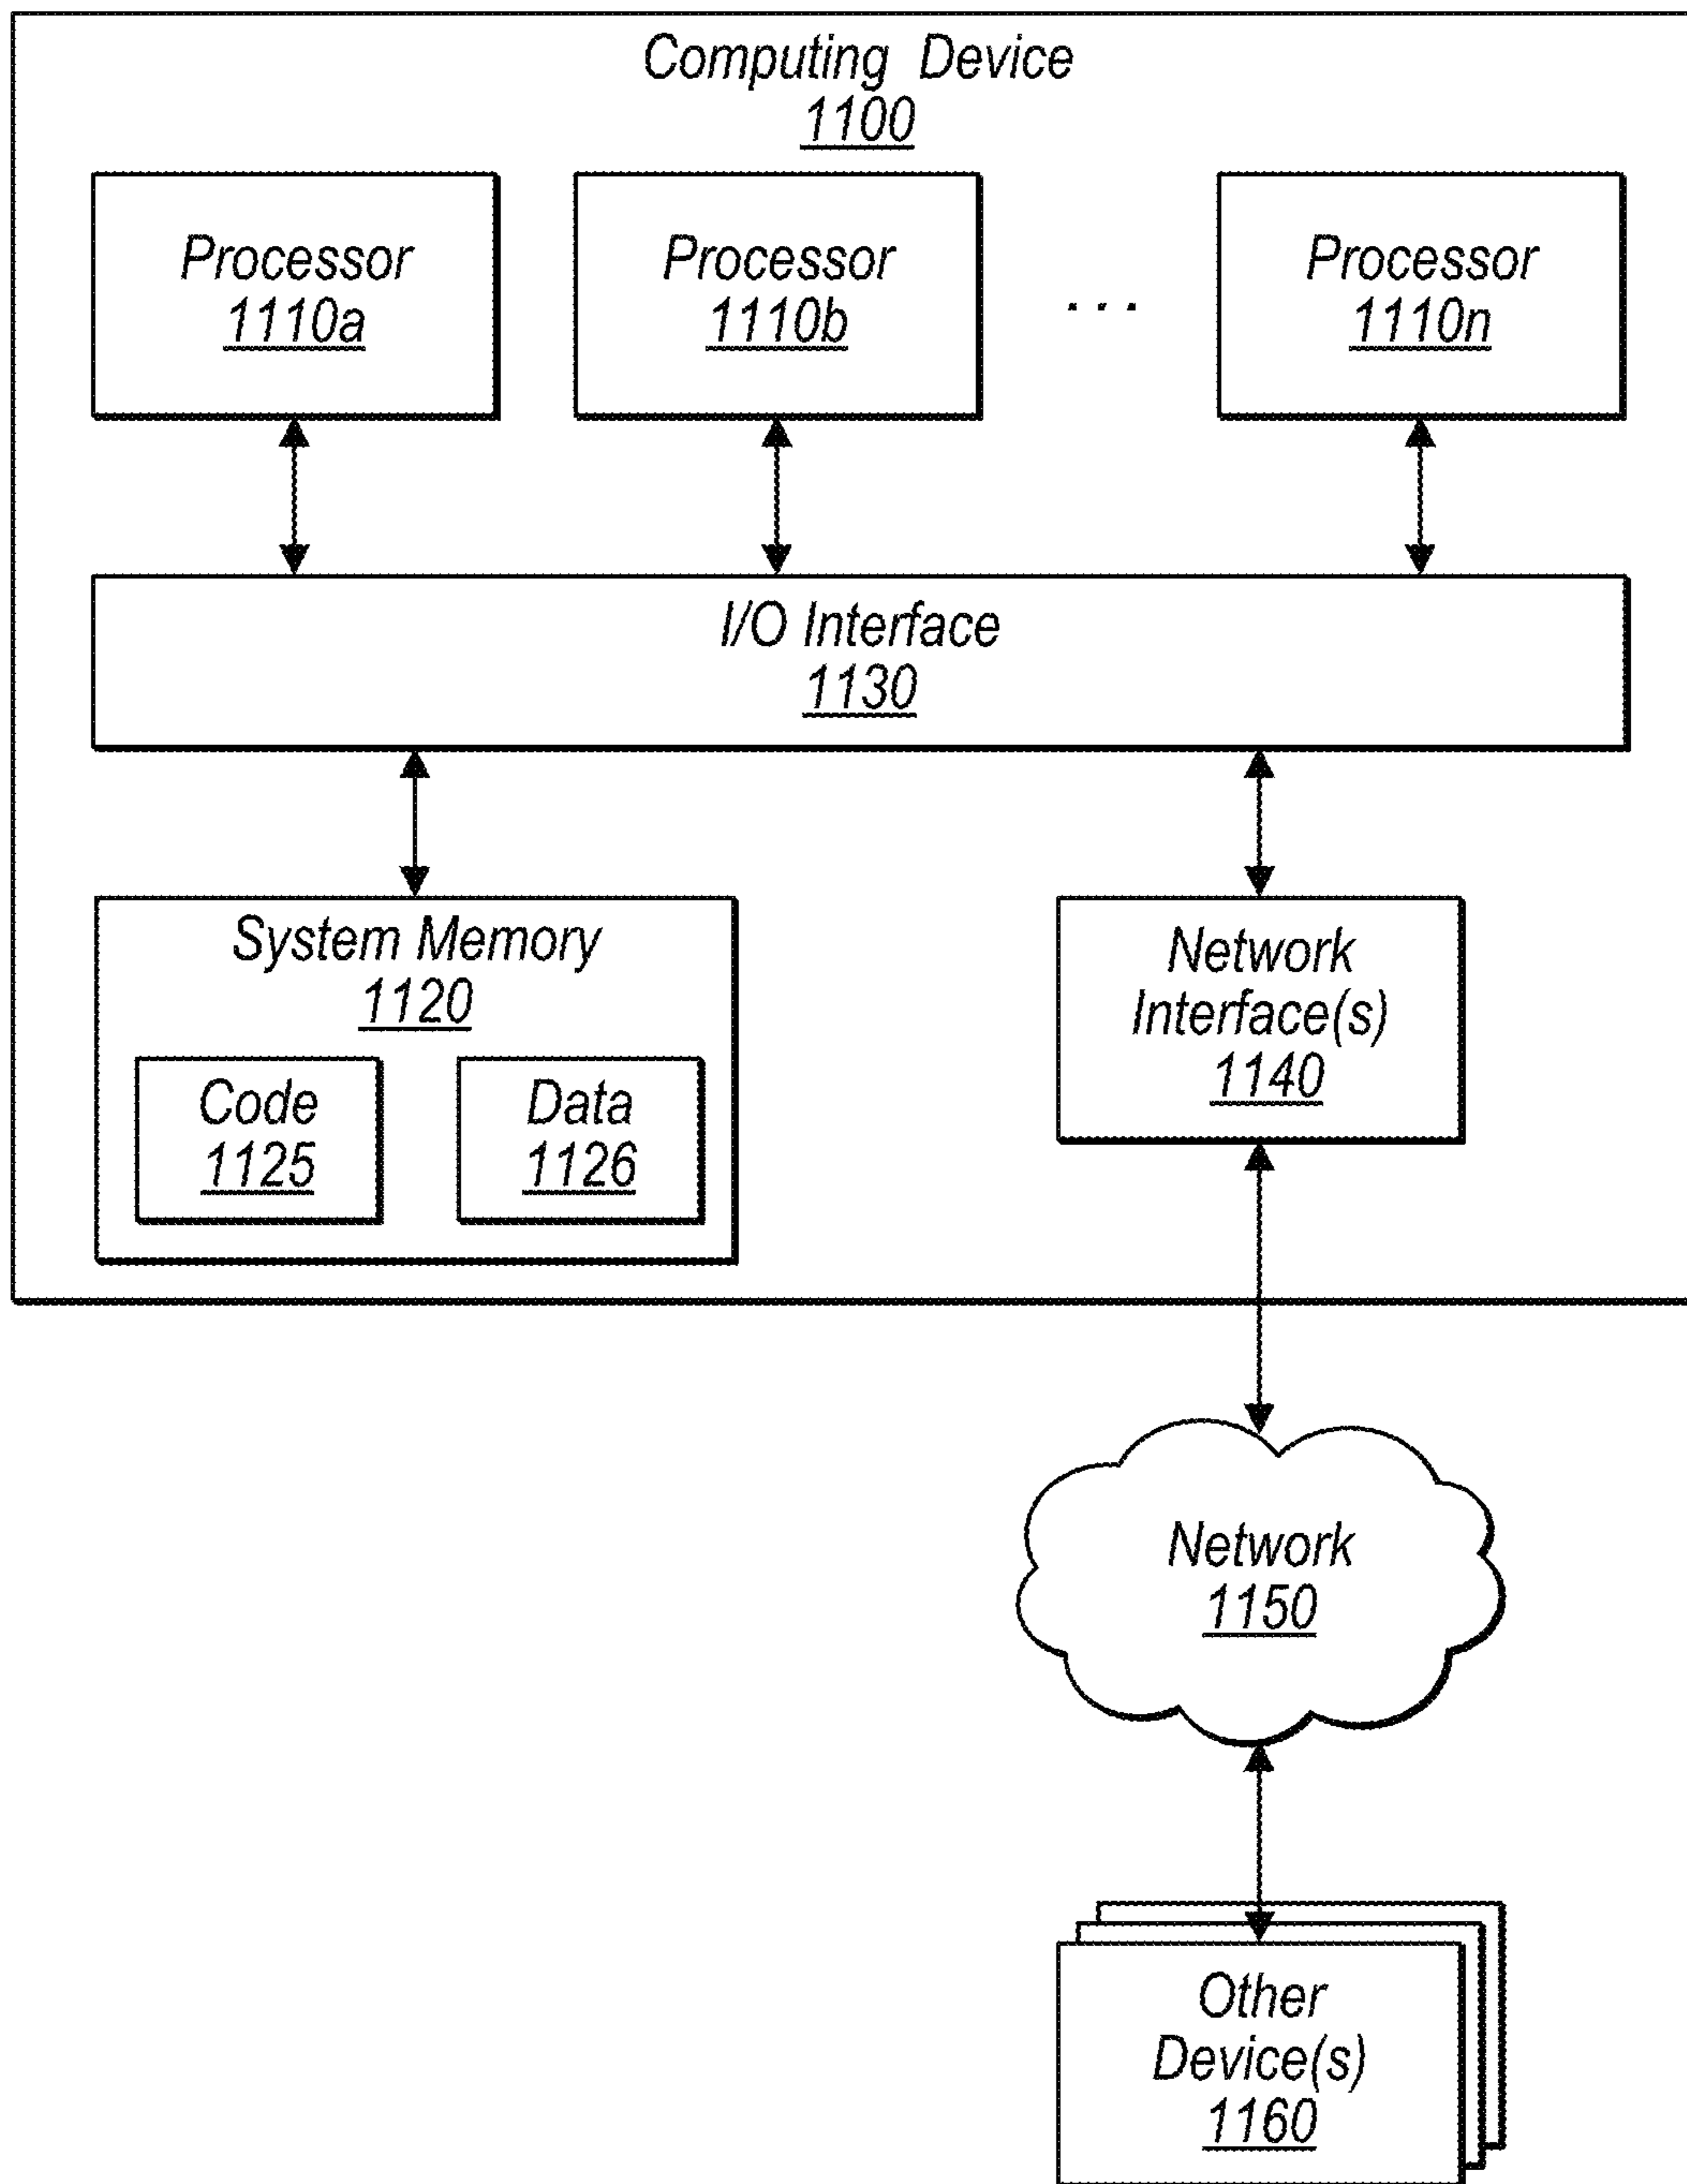 Computing Device
1100
Processor
1110a
Processor
1110b
. . .
Processor
1110n
I/O Interface
1130
System Memory
1120
Code
1125
Data
1126
Network
Interface(s)
1140
Network
1150
Other
Device(s)
1160